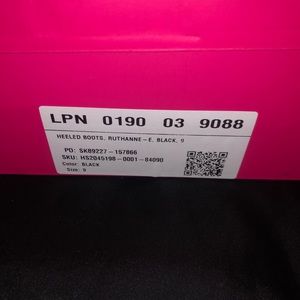 LPN 0190 03 9088
HEELED BOOTS, RUTHANNE-E, BLACK, 9
PO: SK89227-157866
SKU: HS2045198-0001-84090
Color: BLACK
Size: 9